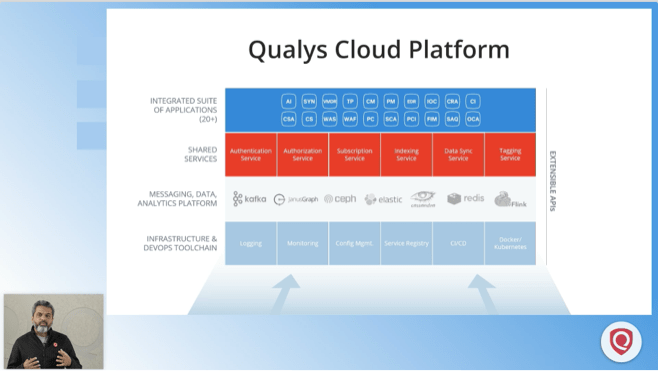 Qualys Cloud Platform
INTEGRATED SUITE
OF APPLICATIONS
(20+)
AI SYN VMDR TP CM PM EDR IOC CRA CI
CSA CS WAS WAF PC SCA PCI FIM SAQ OCA
SHARED
SERVICES
Authentication
Service
Authorization
Service
Subscription
Service
Indexing
Service
Data Sync
Service
Tagging
Service
MESSAGING, DATA,
ANALYTICS PLATFORM
kafka
JanusGraph
ceph
elastic
redis
Flink
INFRASTRUCTURE &
DEVOPS TOOLCHAIN
Logging
Monitoring
Config Mgmt
Service Registry
CI/CD
Docker/
Kubernetes
EXTENSIBLE APIs